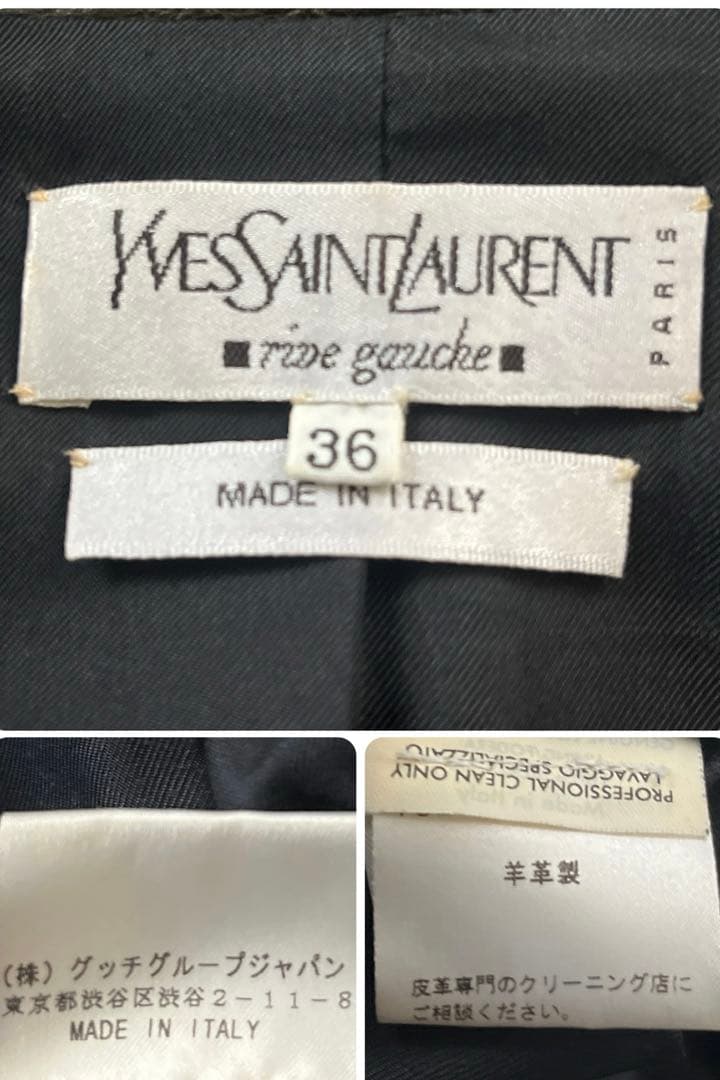 YVESSAINTLAURENT
PARIS
rive gauche
36
MADE IN ITALY
(株) グッチグループジャパン
東京都渋谷区渋谷2-11-8
MADE IN ITALY
PROFESSIONAL CLEAN ONLY
LAVAGGIO SPECIALIZZATO
羊革製
皮革専門のクリーニング店に
ご相談ください。